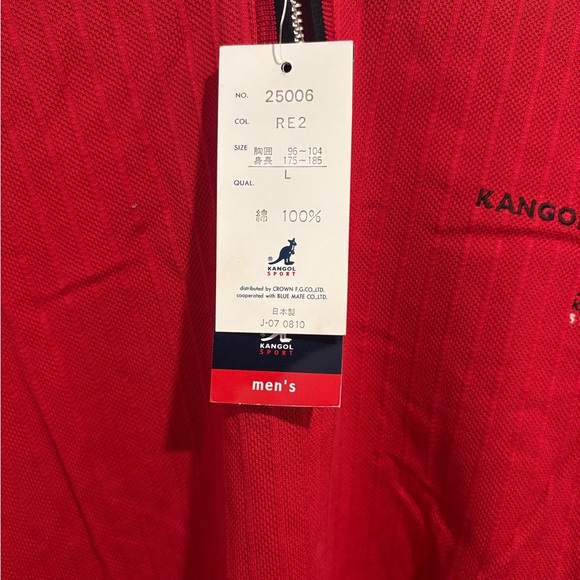 NO. 25006
COL. RE2
SIZE 胸囲 96～104
身長 175～185
L
QUAL.
綿 100%
®
KANGOL
SPORT
distributed by CROWN F.G.CO.,LTD.
cooperated with BLUE MATE CO.,LTD.
日本製
J-07 0810
KANGOL
SPORT
men's
KANGOL
S